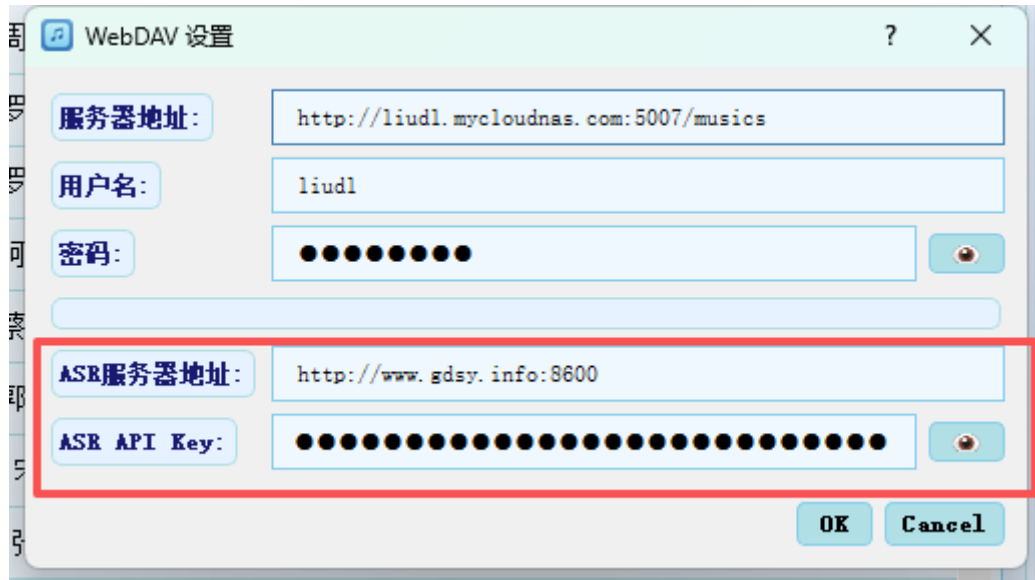 WebDAV 设置
服务器地址: http://liudl.mycloudnas.com:5007/musics
用户名: liudl
密码: ●●●●●●●●
ASR服务器地址: http://www.gdsy.info:8600
ASR API Key: ●●●●●●●●●●●●●●●●●●●●●●●●●●●
OK Cancel